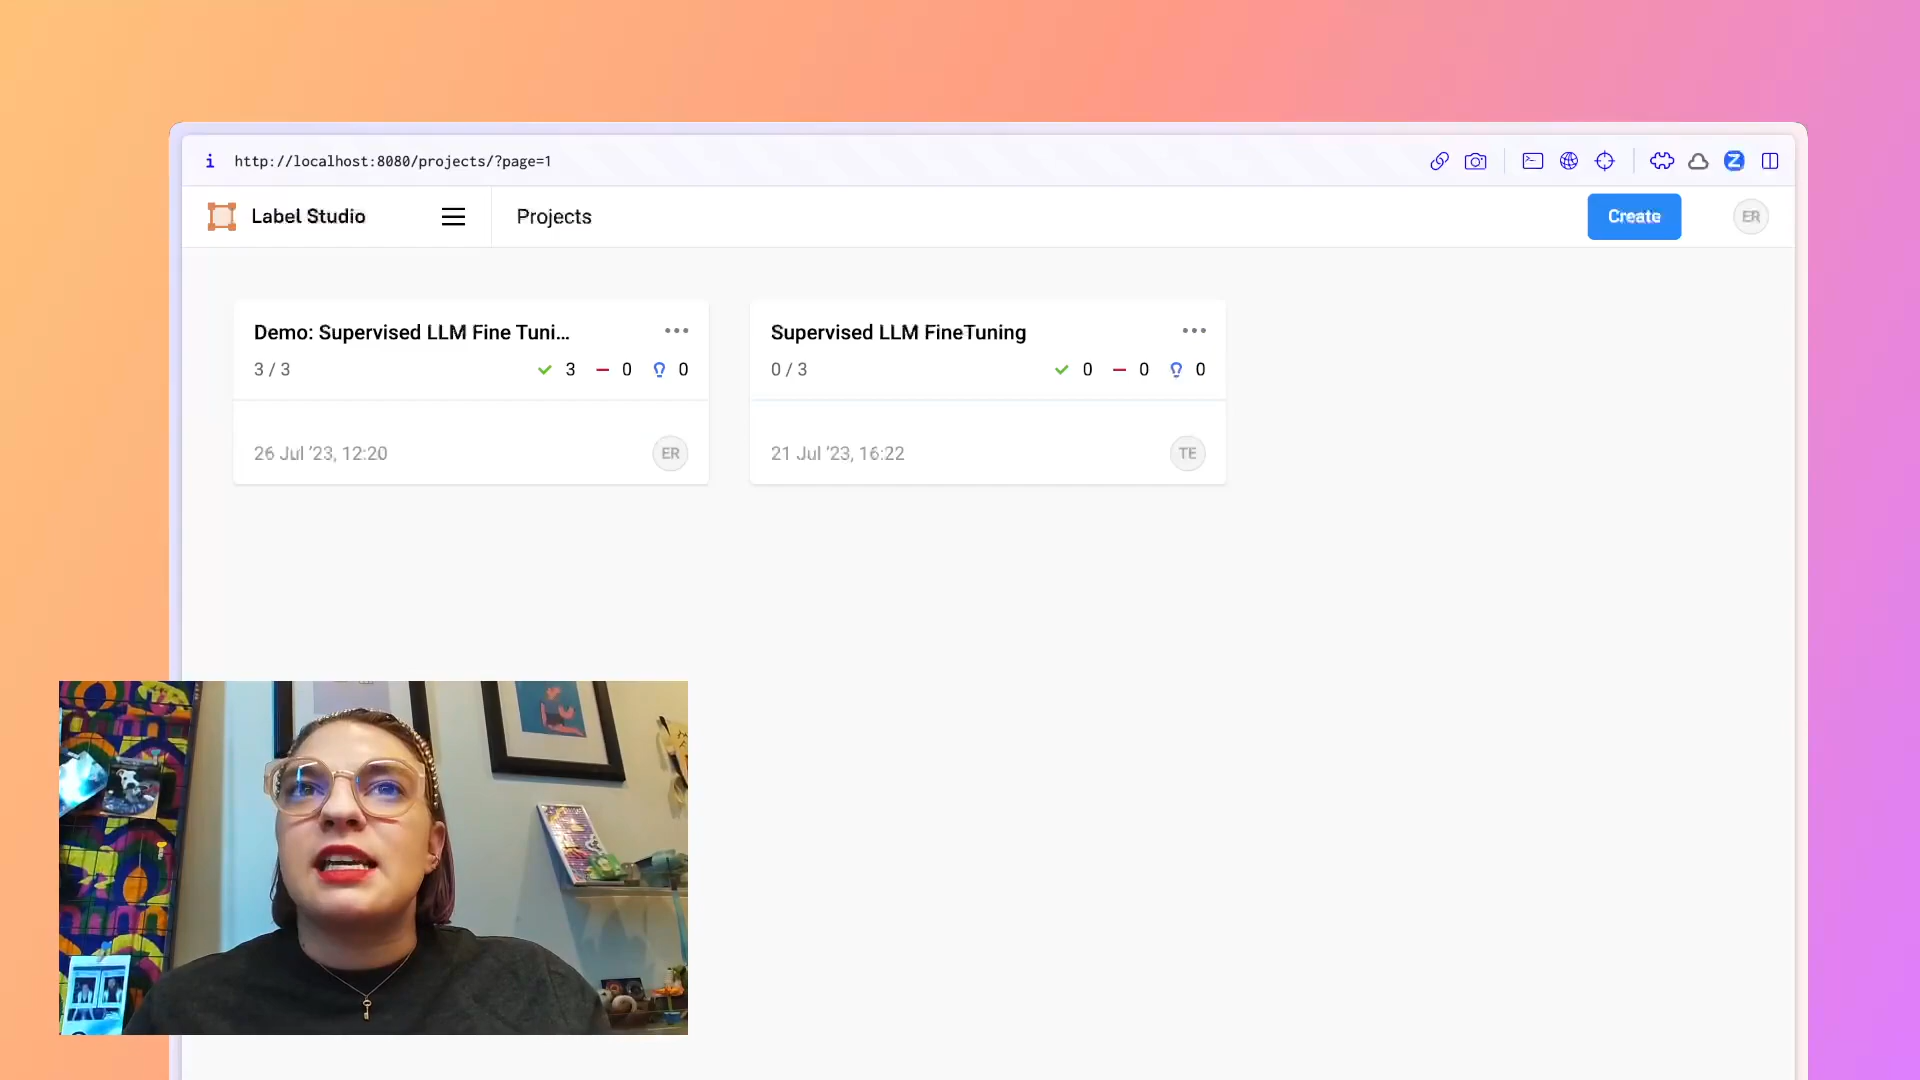 http://localhost:8080/projects/?page=1
Label Studio
Projects
Create
ER
Demo: Supervised LLM Fine Tuni...
3 / 3
3
0
0
26 Jul '23, 12:20
ER
Supervised LLM FineTuning
0 / 3
0
0
0
21 Jul '23, 16:22
TE